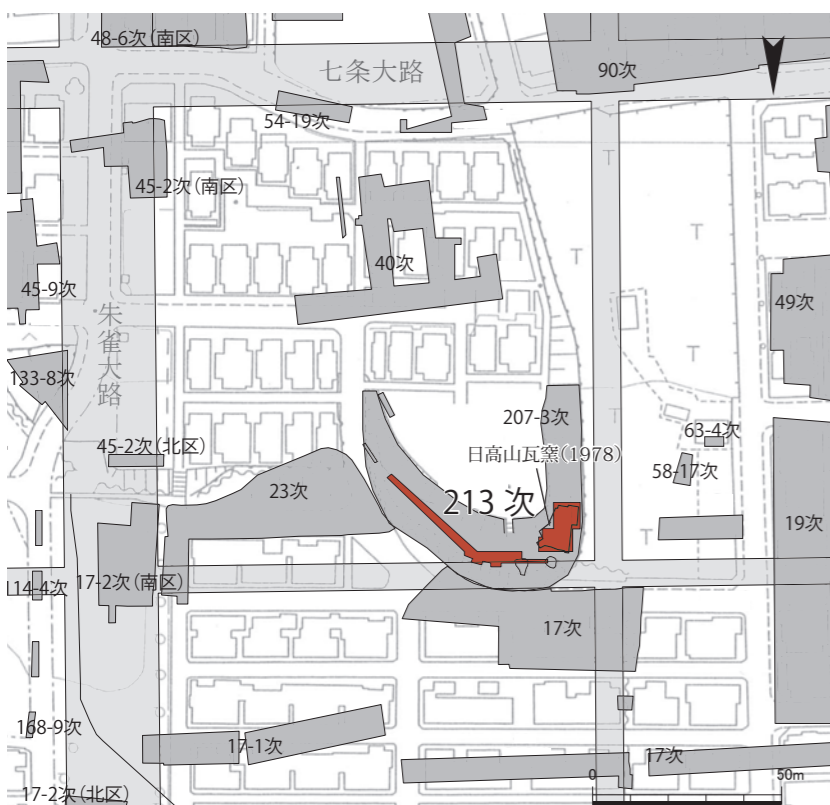 48-6次(南区)
七条大路
90次
54-19次
45-2次(南区)
40次
45-9次
49次
朱雀大路
133-8次
207-3次
63-4次
45-2次(北区)
日高山瓦窯(1978)
58-17次
23次
213 次
19次
114-4次
17-2次(南区)
17次
168-9次
17-1次
17次
0
50m
17-2次(北区)
T
T
T
T
T